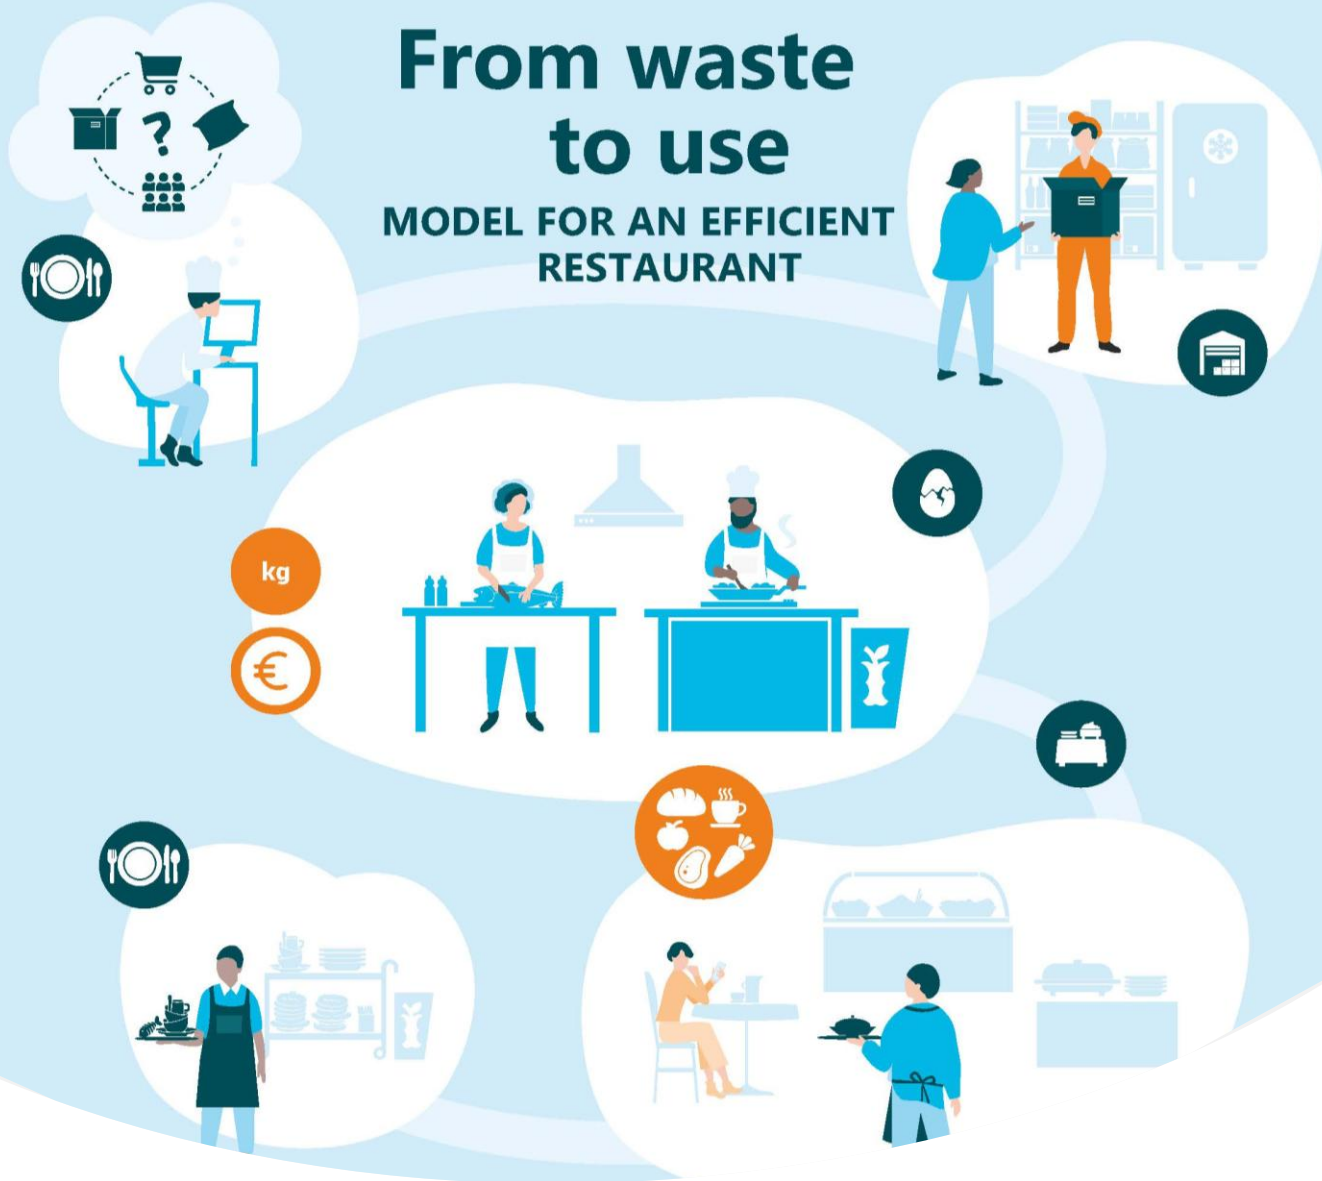 From waste
to use
MODEL FOR AN EFFICIENT
RESTAURANT
?
kg
€